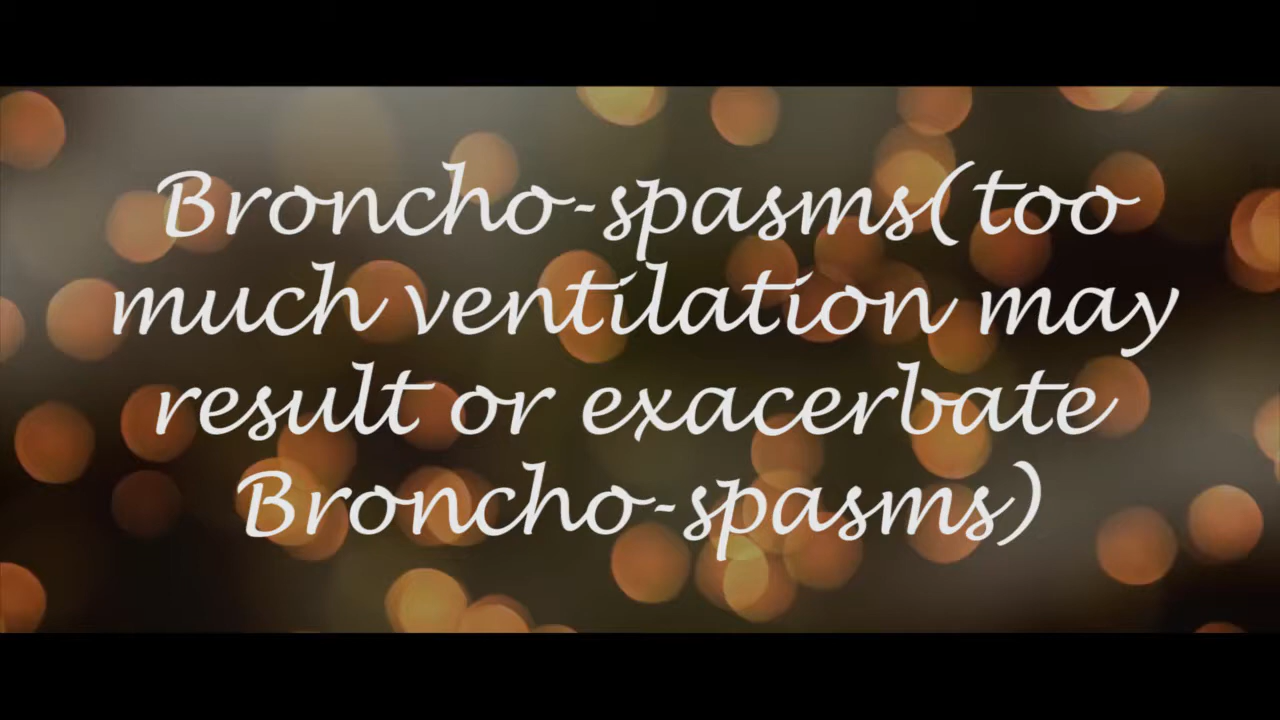 Broncho-spasms(too
much ventilation may
result or exacerbate
Broncho-spasms)